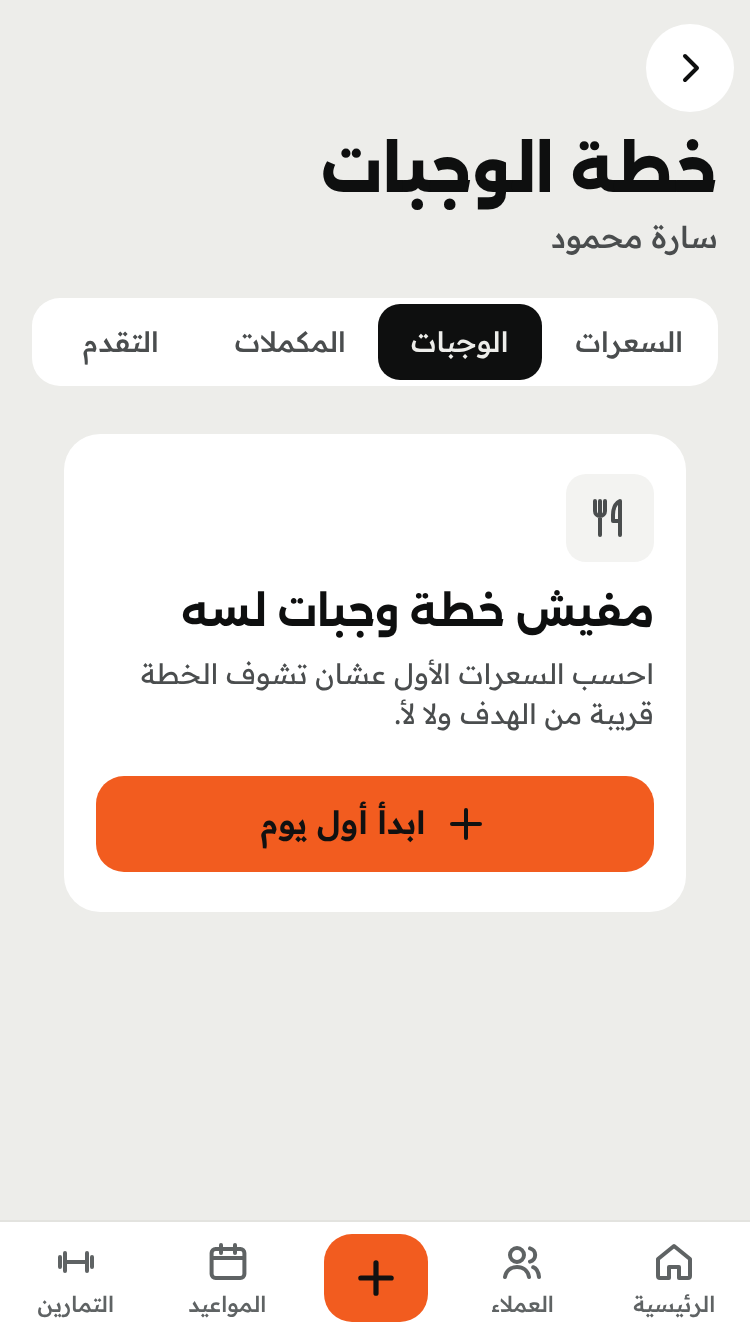 خطة الوجبات
سارة محمود
السعرات
الوجبات
المكملات
التقدم
مفيش خطة وجبات لسه
احسب السعرات الأول عشان تشوف الخطة
قريبة من الهدف ولا لأ.
ابدأ أول يوم
الرئيسية
العملاء
المواعيد
التمارين